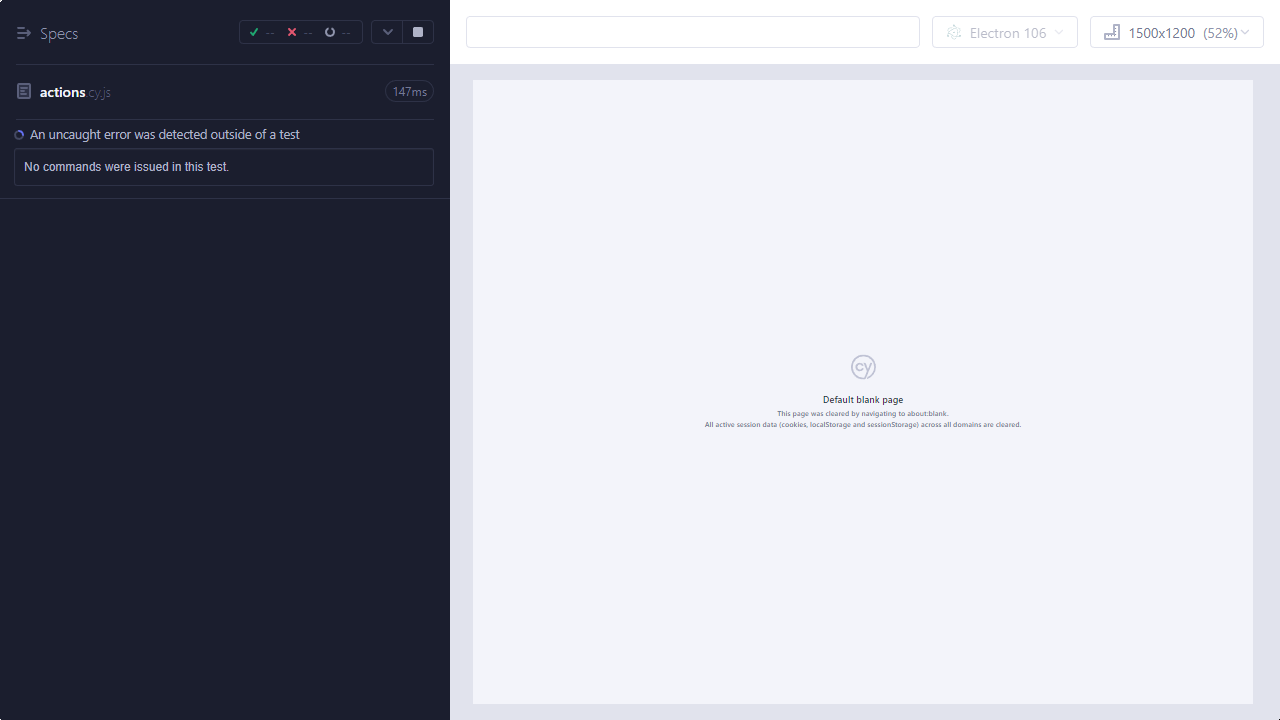 Specs
--
--
--
actions cy.js
147ms
An uncaught error was detected outside of a test
No commands were issued in this test.
Electron 106
1500x1200 (52%)
cy
Default blank page
This page was cleared by navigating to about:blank.
All active session data (cookies, localStorage and sessionStorage) across all domains are cleared.